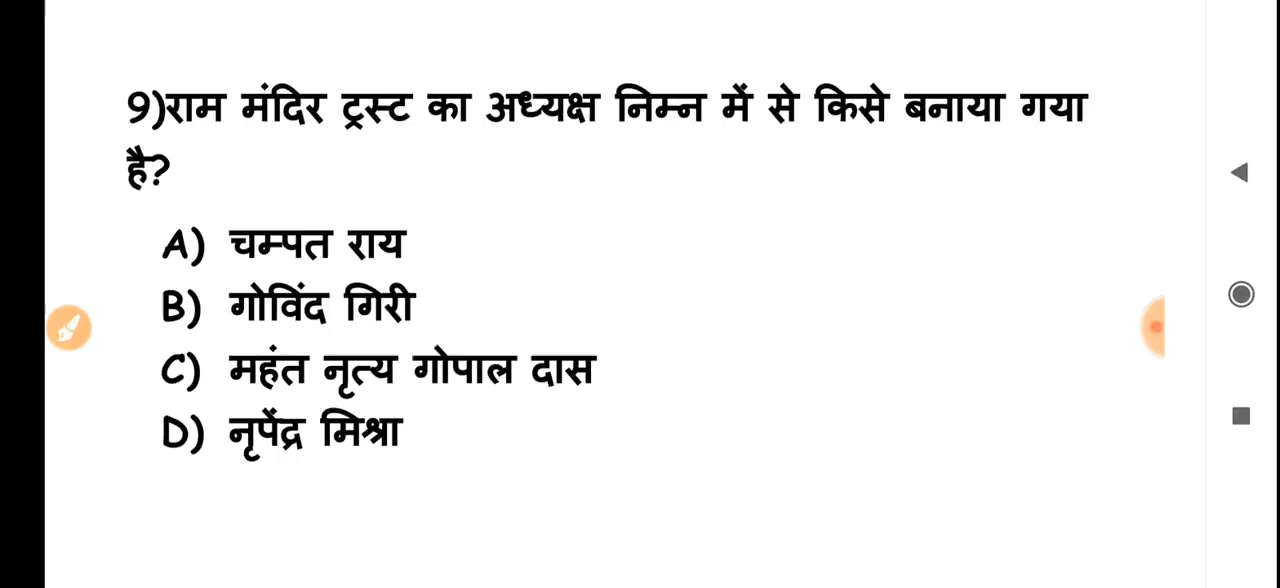 9)राम मंदिर ट्रस्ट का अध्यक्ष निम्न में से किसे बनाया गया
है?
A) चम्पत राय
B) गोविंद गिरी
C) महंत नृत्य गोपाल दास
D) नृपेंद्र मिश्रा